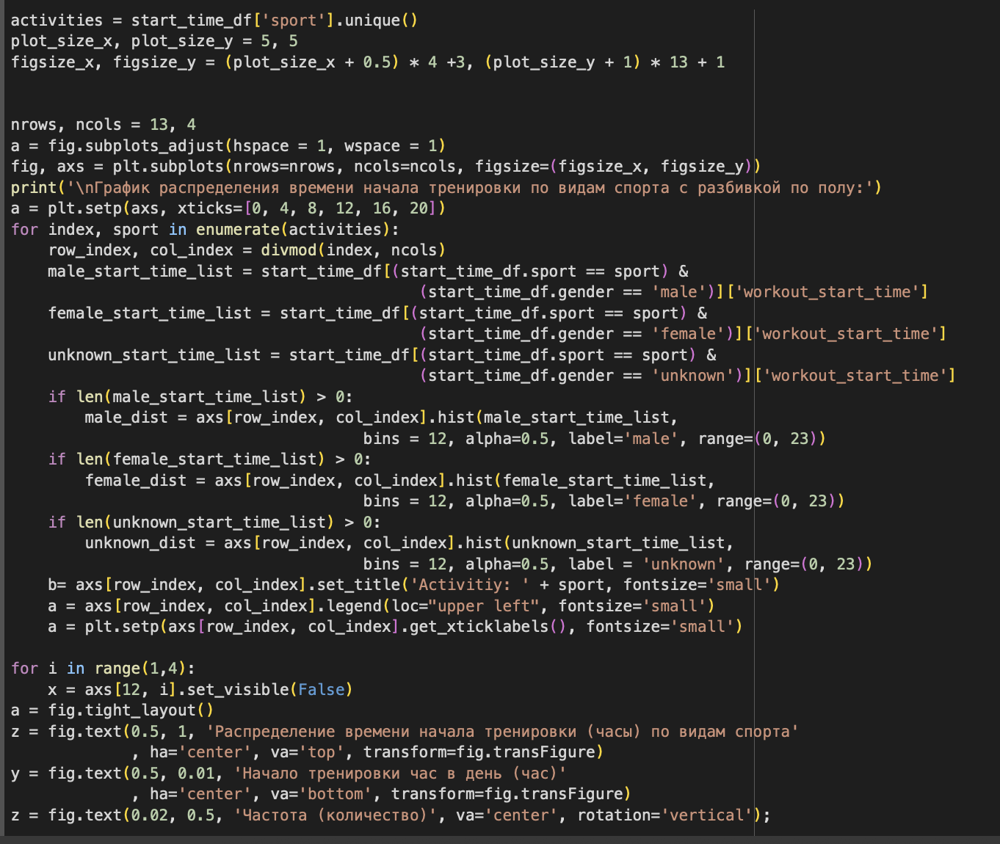 activities = start_time_df['sport'].unique()
plot_size_x, plot_size_y = 5, 5
figsize_x, figsize_y = (plot_size_x + 0.5) * 4 +3, (plot_size_y + 1) * 13 + 1
nrows, ncols = 13, 4
a = fig.subplots_adjust(hspace = 1, wspace = 1)
fig, axs = plt.subplots(nrows=nrows, ncols=ncols, figsize=(figsize_x, figsize_y))
print('\nГрафик распределения времени начала тренировки по видам спорта с разбивкой по полу:')
a = plt.setp(axs, xticks=[0, 4, 8, 12, 16, 20])
for index, sport in enumerate(activities):
    row_index, col_index = divmod(index, ncols)
    male_start_time_list = start_time_df[(start_time_df.sport == sport) &
                                            (start_time_df.gender == 'male')]['workout_start_time']
    female_start_time_list = start_time_df[(start_time_df.sport == sport) &
                                            (start_time_df.gender == 'female')]['workout_start_time']
    unknown_start_time_list = start_time_df[(start_time_df.sport == sport) &
                                            (start_time_df.gender == 'unknown')]['workout_start_time']
    if len(male_start_time_list) > 0:
        male_dist = axs[row_index, col_index].hist(male_start_time_list,
                                      bins = 12, alpha=0.5, label='male', range=(0, 23))
    if len(female_start_time_list) > 0:
        female_dist = axs[row_index, col_index].hist(female_start_time_list,
                                      bins = 12, alpha=0.5, label='female', range=(0, 23))
    if len(unknown_start_time_list) > 0:
        unknown_dist = axs[row_index, col_index].hist(unknown_start_time_list,
                                      bins = 12, alpha=0.5, label = 'unknown', range=(0, 23))
    b= axs[row_index, col_index].set_title('Activitiy: ' + sport, fontsize='small')
    a = axs[row_index, col_index].legend(loc="upper left", fontsize='small')
    a = plt.setp(axs[row_index, col_index].get_xticklabels(), fontsize='small')
for i in range(1,4):
    x = axs[12, i].set_visible(False)
a = fig.tight_layout()
z = fig.text(0.5, 1, 'Распределение времени начала тренировки (часы) по видам спорта'
             , ha='center', va='top', transform=fig.transFigure)
y = fig.text(0.5, 0.01, 'Начало тренировки час в день (час)'
             , ha='center', va='bottom', transform=fig.transFigure)
z = fig.text(0.02, 0.5, 'Частота (количество)', va='center', rotation='vertical');